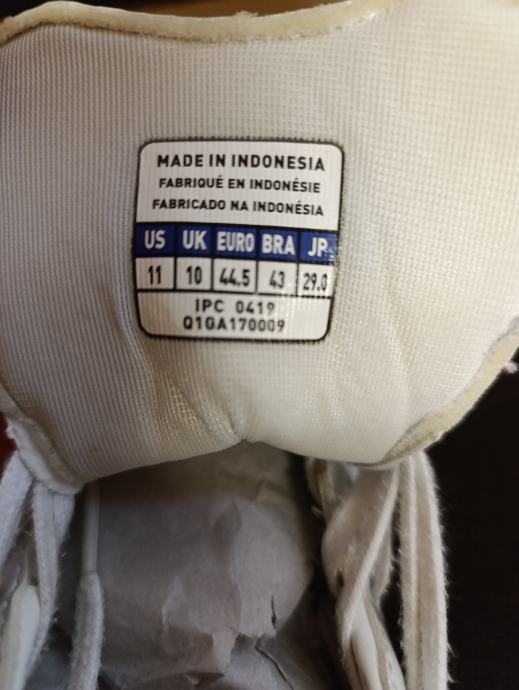 MADE IN INDONESIA
FABRIQUÉ EN INDONÉSIE
FABRICADO NA INDONÉSIA
US UK EURO BRA JP
11 10 44.5 43 29.0
IPC 0419
Q1GA170009